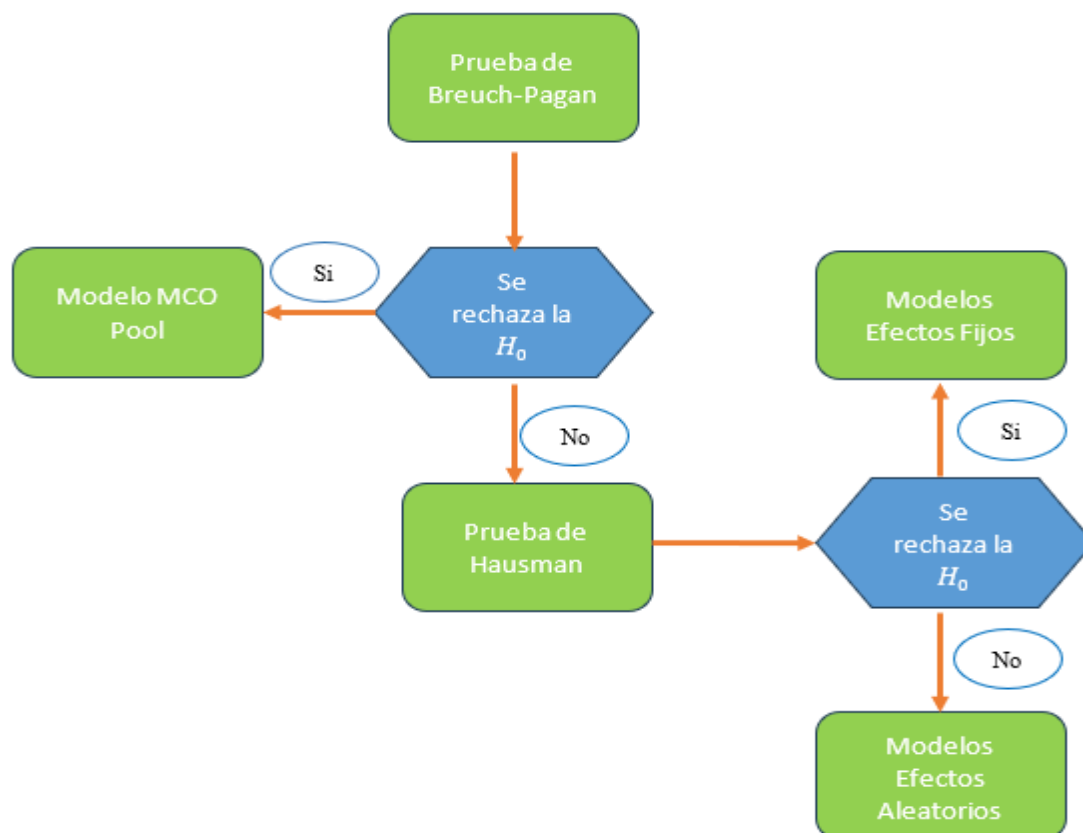 Prueba de
Breuch-Pagan
Si
Modelo MCO
Pool
Se
rechaza la
H₀
Modelos
Efectos Fijos
No
Si
Prueba de
Hausman
Se
rechaza la
H₀
No
Modelos
Efectos
Aleatorios